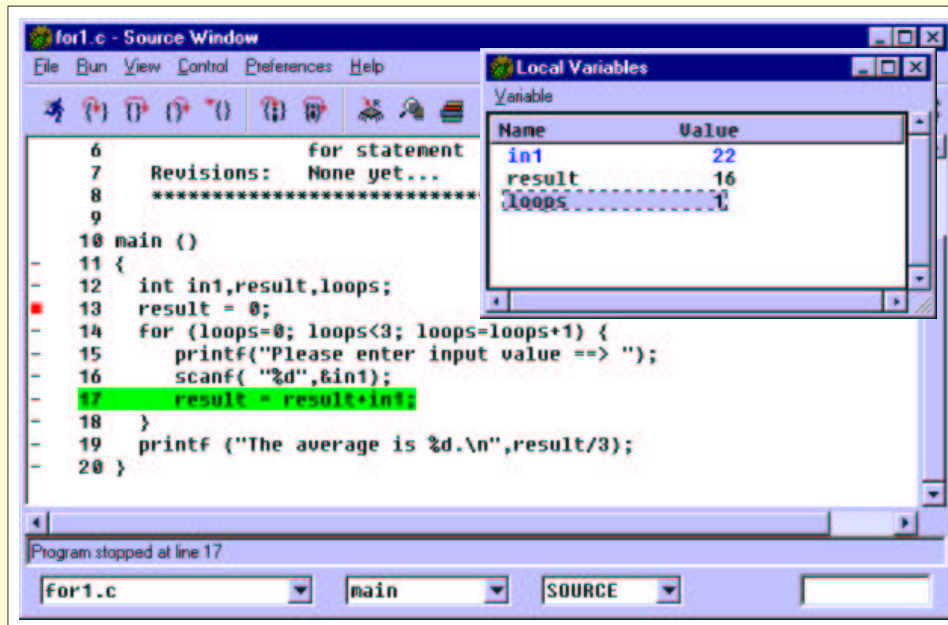 for1.c - Source Window
File Run View Control Preferences Help
Local Variables
Variable
Name Value
in1 22
result 16
loops 1
6 for statement
7 Revisions: None yet...
8 ********************************
9
10 main ()
11 {
12 int in1,result,loops;
13 result = 0;
14 for (loops=0; loops<3; loops=loops+1) {
15 printf("Please enter input value ==> ");
16 scanf( "%d",&in1);
17 result = result+in1;
18 }
19 printf ("The average is %d.\n",result/3);
20 }
Program stopped at line 17
for1.c main SOURCE